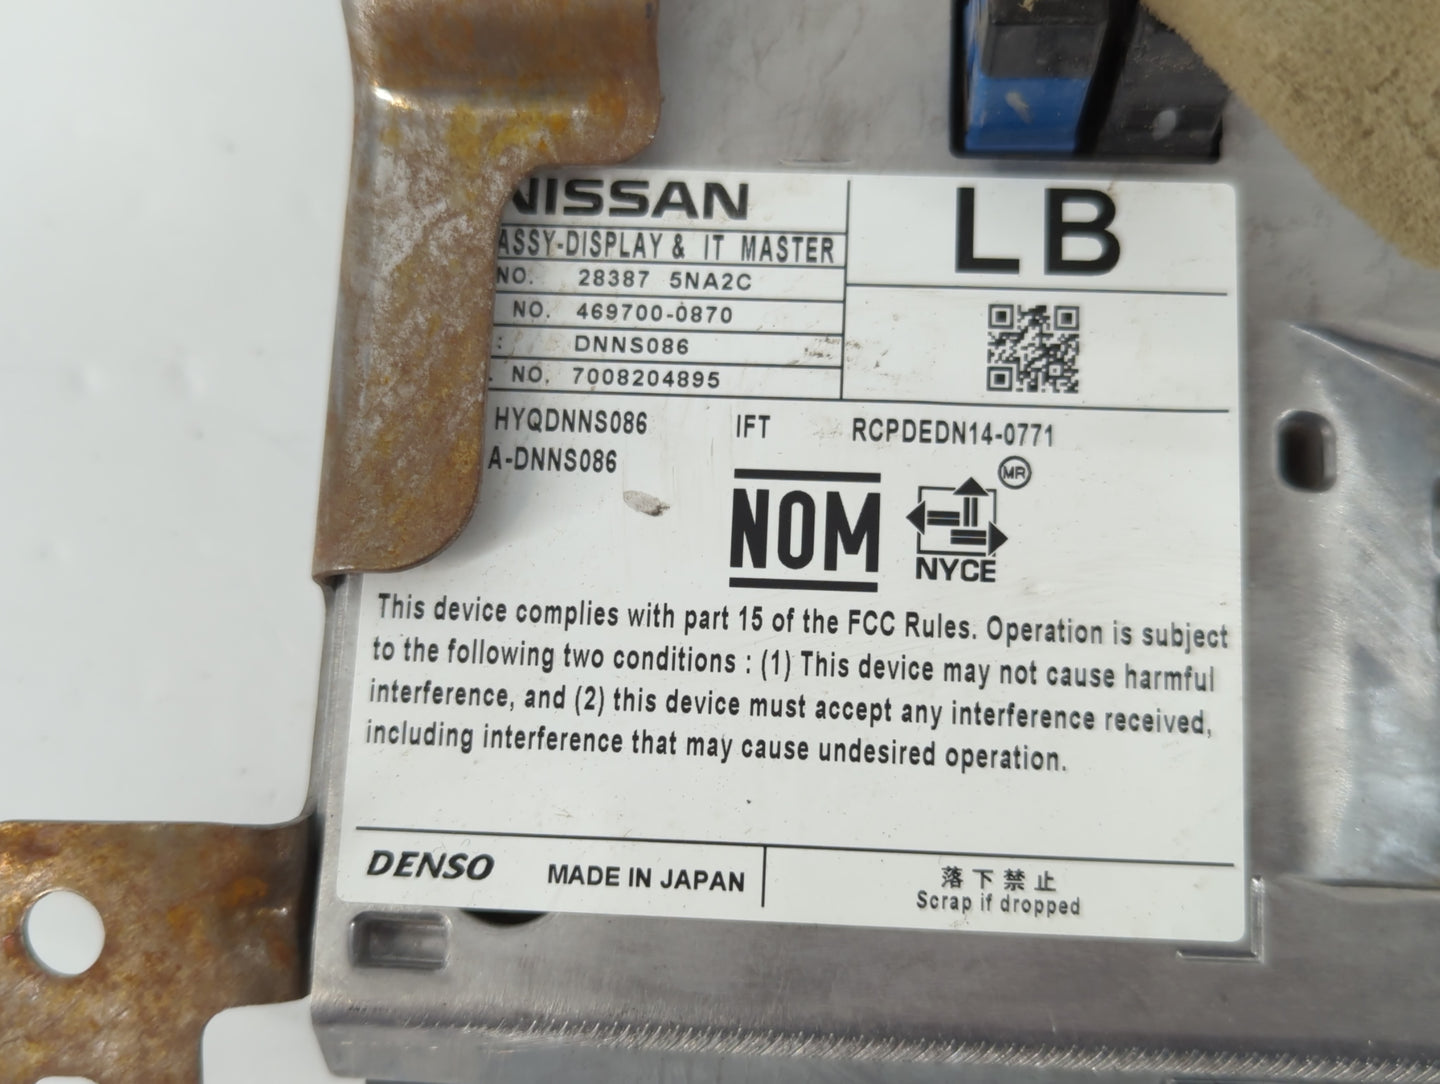 NISSAN
LB
ASSY-DISPLAY & IT MASTER
NO. 28387 5NA2C
NO. 469700-0870
: DNNS086
. NO. 7008204895
HYQDNNS086 IFT RCPDEDN14-0771
A-DNNS086
MR
NOM
NYCE
This device complies with part 15 of the FCC Rules. Operation is subject
to the following two conditions : (1) This device may not cause harmful
interference, and (2) this device must accept any interference received,
including interference that may cause undesired operation.
DENSO MADE IN JAPAN
落下禁止
Scrap if dropped